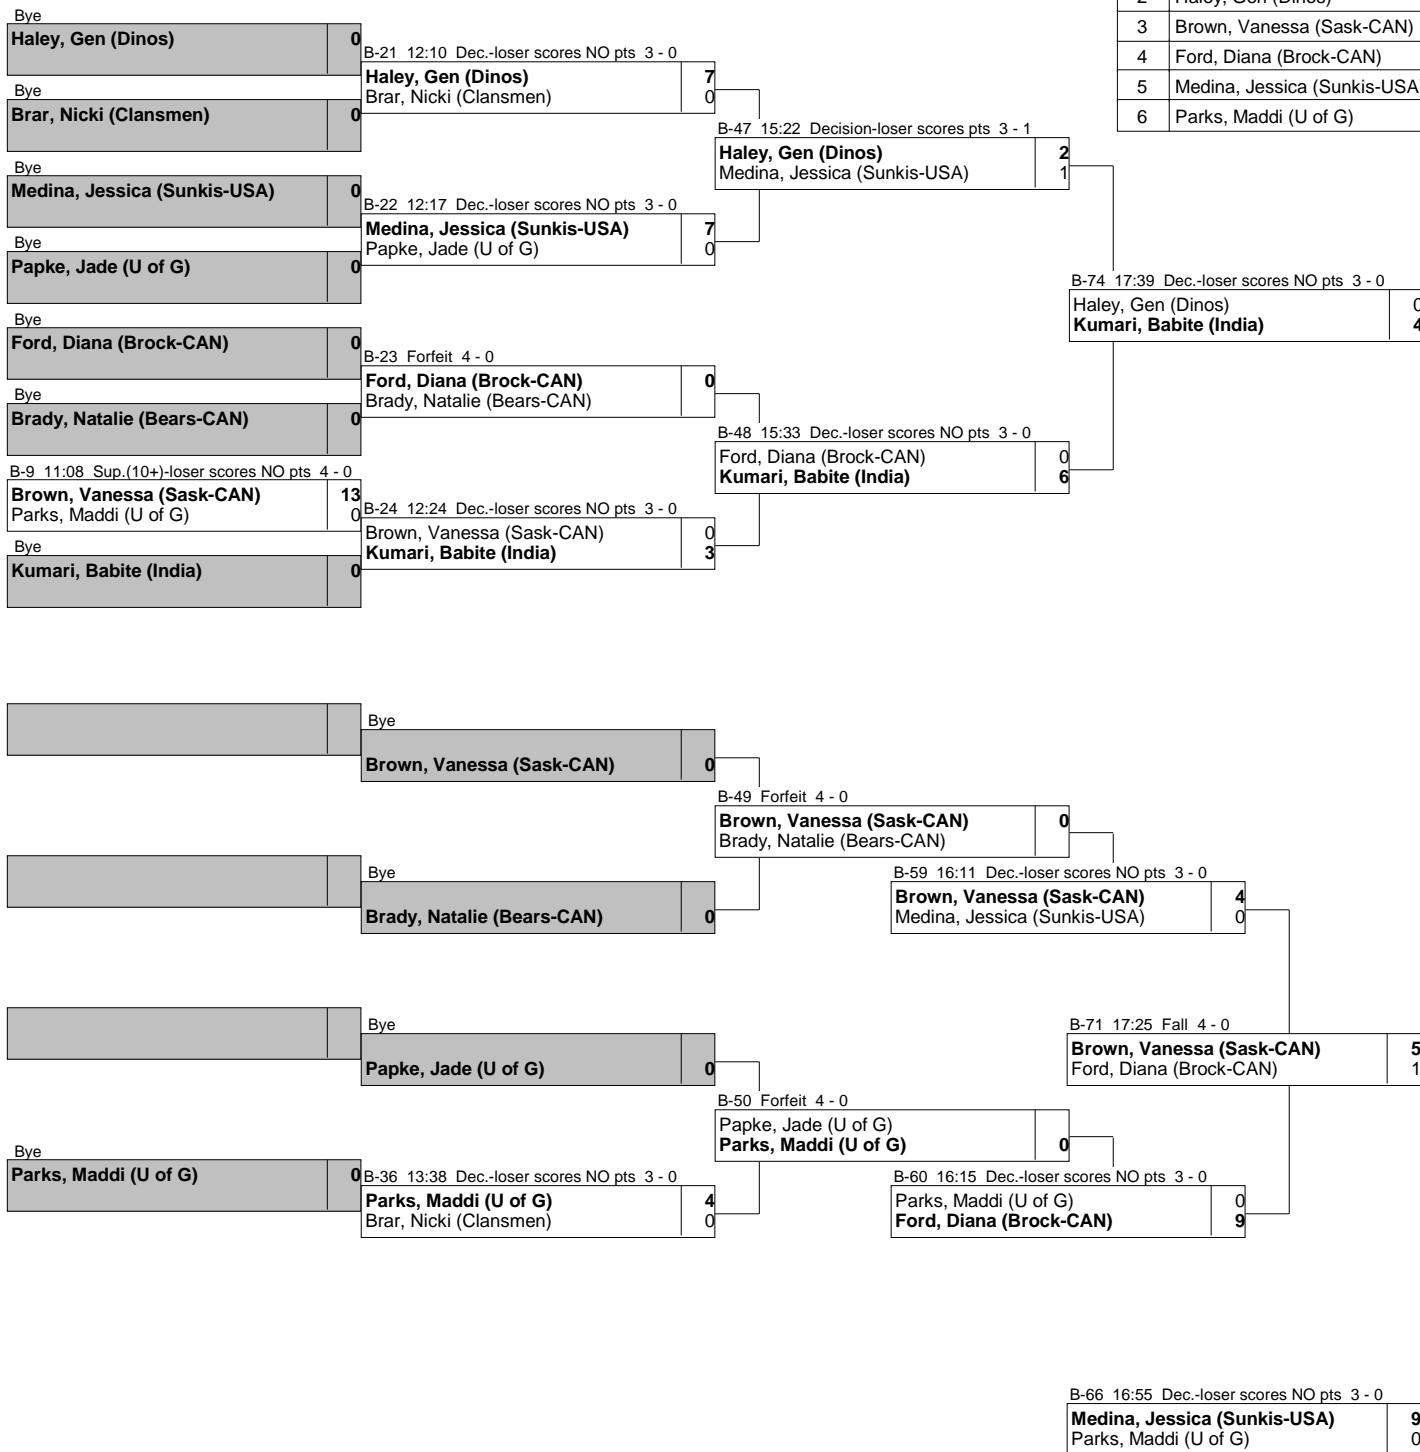 Bye
Haley, Gen (Dinos) 0
Bye
Brar, Nicki (Clansmen) 0
Bye
Medina, Jessica (Sunkis-USA) 0
Bye
Papke, Jade (U of G) 0
Bye
Ford, Diana (Brock-CAN) 0
Bye
Brady, Natalie (Bears-CAN) 0
B-9 11:08 Sup.(10+)-loser scores NO pts 4 - 0
Brown, Vanessa (Sask-CAN) 13
Parks, Maddi (U of G) 0
Bye
Kumari, Babite (India) 0
B-21 12:10 Dec.-loser scores NO pts 3 - 0
Haley, Gen (Dinos) 7
Brar, Nicki (Clansmen) 0
B-22 12:17 Dec.-loser scores NO pts 3 - 0
Medina, Jessica (Sunkis-USA) 7
Papke, Jade (U of G) 0
B-23 Forfeit 4 - 0
Ford, Diana (Brock-CAN) 0
Brady, Natalie (Bears-CAN)
B-24 12:24 Dec.-loser scores NO pts 3 - 0
Brown, Vanessa (Sask-CAN) 0
Kumari, Babite (India) 3
B-47 15:22 Decision-loser scores pts 3 - 1
Haley, Gen (Dinos) 2
Medina, Jessica (Sunkis-USA) 1
B-48 15:33 Dec.-loser scores NO pts 3 - 0
Ford, Diana (Brock-CAN) 0
Kumari, Babite (India) 6
B-74 17:39 Dec.-loser scores NO pts 3 - 0
Haley, Gen (Dinos) 0
Kumari, Babite (India) 4
2 Haley, Gen (Dinos)
3 Brown, Vanessa (Sask-CAN)
4 Ford, Diana (Brock-CAN)
5 Medina, Jessica (Sunkis-USA
6 Parks, Maddi (U of G)
Bye
Brown, Vanessa (Sask-CAN) 0
Bye
Brady, Natalie (Bears-CAN) 0
Bye
Papke, Jade (U of G) 0
Bye
Parks, Maddi (U of G) 0
B-36 13:38 Dec.-loser scores NO pts 3 - 0
Parks, Maddi (U of G) 4
Brar, Nicki (Clansmen) 0
B-49 Forfeit 4 - 0
Brown, Vanessa (Sask-CAN) 0
Brady, Natalie (Bears-CAN)
B-50 Forfeit 4 - 0
Papke, Jade (U of G)
Parks, Maddi (U of G) 0
B-59 16:11 Dec.-loser scores NO pts 3 - 0
Brown, Vanessa (Sask-CAN) 4
Medina, Jessica (Sunkis-USA) 0
B-60 16:15 Dec.-loser scores NO pts 3 - 0
Parks, Maddi (U of G) 0
Ford, Diana (Brock-CAN) 9
B-71 17:25 Fall 4 - 0
Brown, Vanessa (Sask-CAN) 5
Ford, Diana (Brock-CAN) 1
B-66 16:55 Dec.-loser scores NO pts 3 - 0
Medina, Jessica (Sunkis-USA) 9
Parks, Maddi (U of G) 0